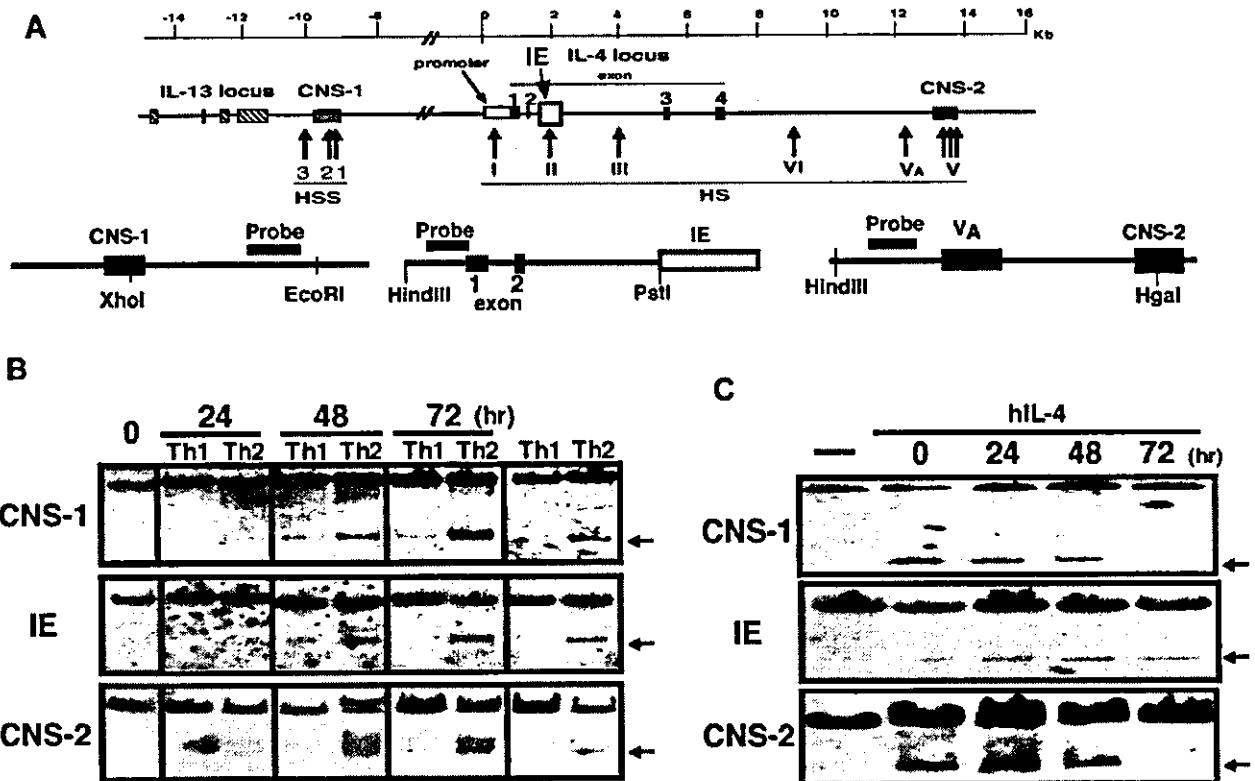 A
-14 -12 -10 -8 0 2 4 6 8 10 12 14 16 Kb
promoter IE IL-4 locus
exon
IL-13 locus CNS-1 1 2 3 4 CNS-2
3 2 1 I II III VI VA V
HSS HS
CNS-1 Probe Probe IE Probe VA CNS-2
XhoI EcoRI HindIII 1 2 PstI HindIII HgaI
exon
B
0 24 48 72 (hr)
Th1 Th2 Th1 Th2 Th1 Th2 Th1 Th2
CNS-1
IE
CNS-2
C
hIL-4
— 0 24 48 72 (hr)
CNS-1
IE
CNS-2